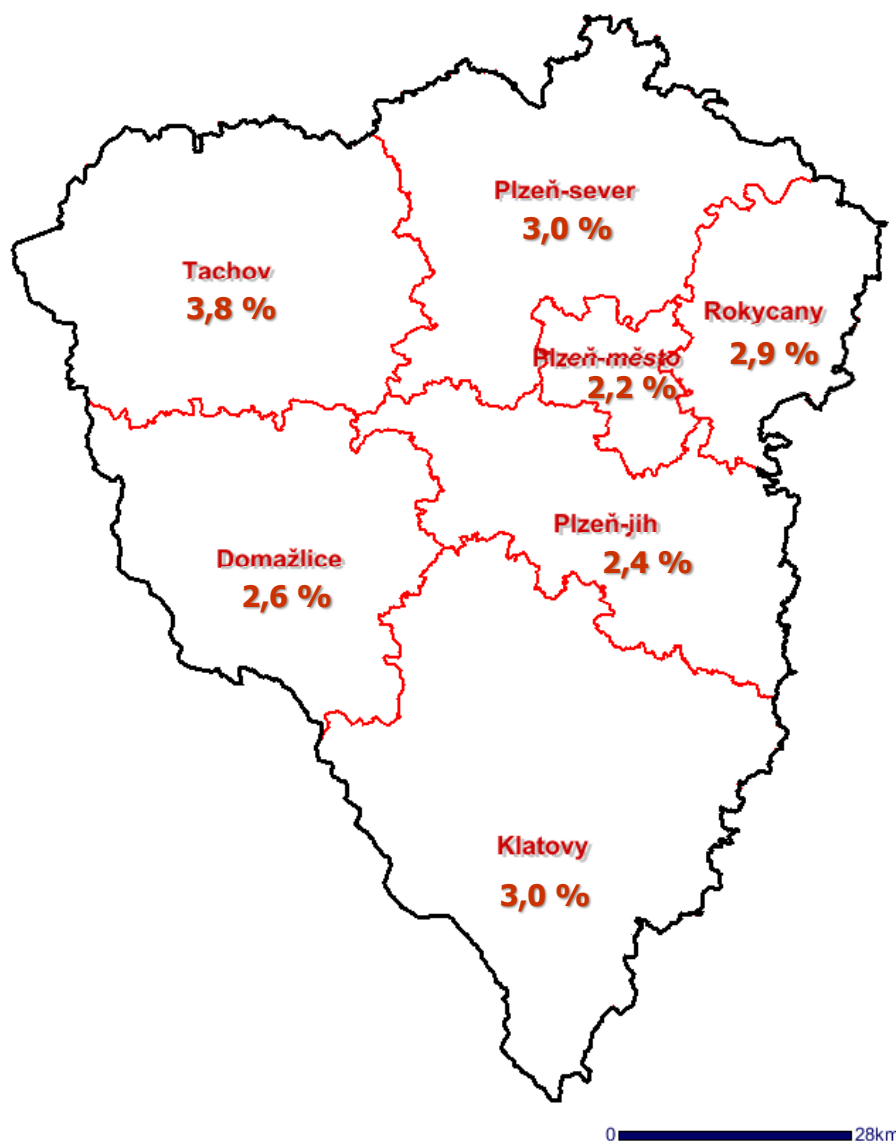 Plzeň-sever
3,0 %
Tachov
3,8 %
Rokycany
2,9 %
Plzeň-město
2,2 %
Plzeň-jih
2,4 %
Domažlice
2,6 %
Klatovy
3,0 %
0 28km